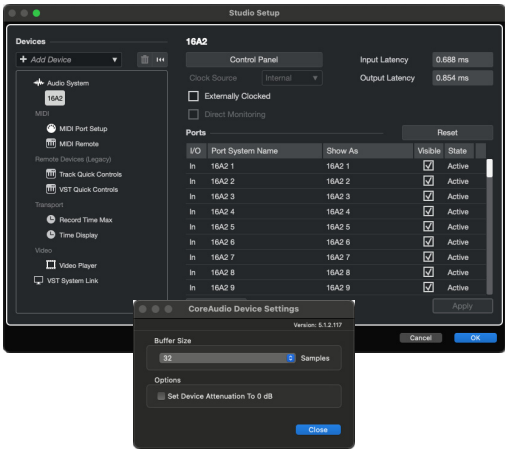 Studio Setup
Devices
+ Add Device
Audio System
16A2
MIDI
MIDI Port Setup
MIDI Remote
Remote Devices (Legacy)
Track Quick Controls
VST Quick Controls
Transport
Record Time Max
Time Display
Video
Video Player
VST System Link
16A2
Control Panel
Input Latency 0.688 ms
Clock Source Internal
Output Latency 0.854 ms
Externally Clocked
Direct Monitoring
Ports Reset
I/O Port System Name Show As Visible State
In 16A2 1 16A2 1 Active
In 16A2 2 16A2 2 Active
In 16A2 3 16A2 3 Active
In 16A2 4 16A2 4 Active
In 16A2 5 16A2 5 Active
In 16A2 6 16A2 6 Active
In 16A2 7 16A2 7 Active
In 16A2 8 16A2 8 Active
In 16A2 9 16A2 9 Active
Apply
Cancel OK
CoreAudio Device Settings
Version: 5.1.2.117
Buffer Size
32 Samples
Options
Set Device Attenuation To 0 dB
Close